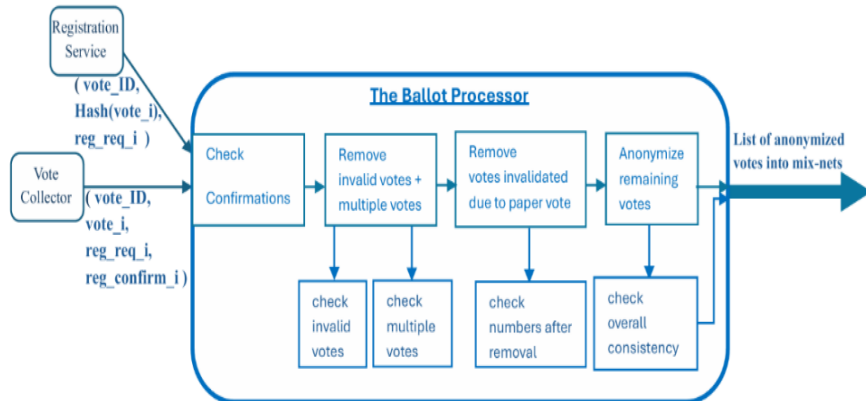 Registration
Service
( vote_ID,
Hash(vote_i),
reg_req_i )
Vote
Collector
( vote_ID,
vote_i,
reg_req_i,
reg_confirm_i )
The Ballot Processor
Check
Confirmations
Remove
invalid votes +
multiple votes
Remove
votes invalidated
due to paper vote
Anonymize
remaining
votes
check
invalid
votes
check
multiple
votes
check
numbers after
removal
check
overall
consistency
List of anonymized
votes into mix-nets